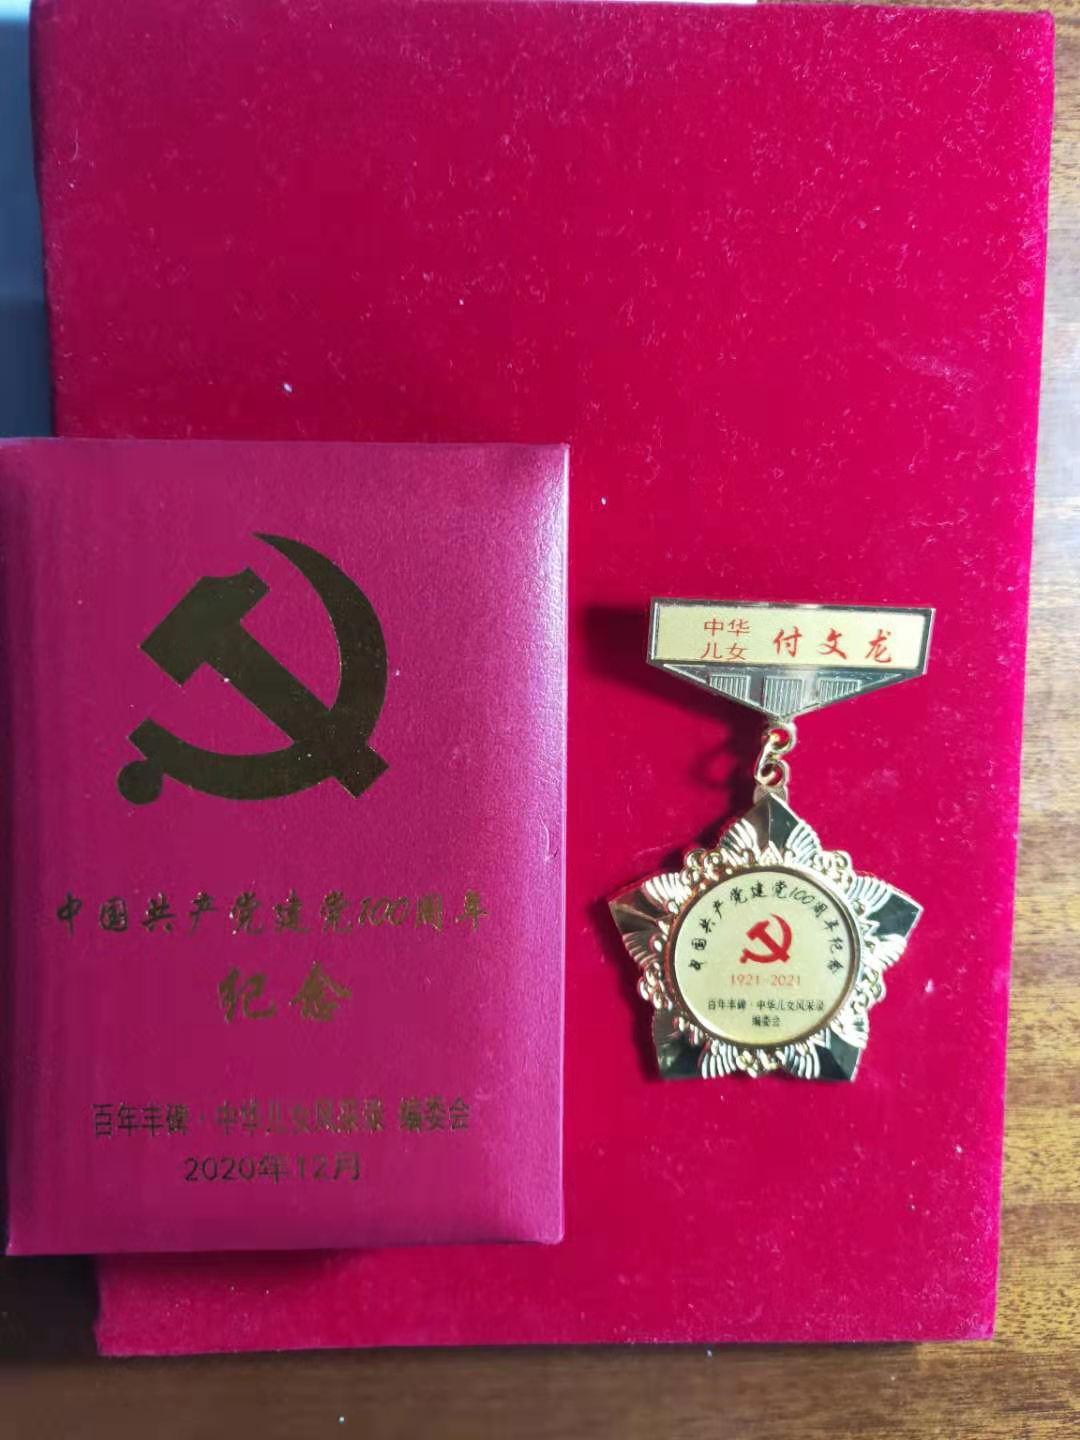 中国共产党建党100周年
纪念
百年丰碑·中华儿女风采录 编委会
2020年12月
中华
儿女
付文龙
中国共产党建党100周年纪念
1921-2021
百年丰碑·中华儿女风采录
编委会